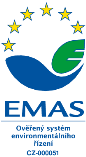 EMAS
Ověřený systém
environmentálního
řízení
CZ-000051